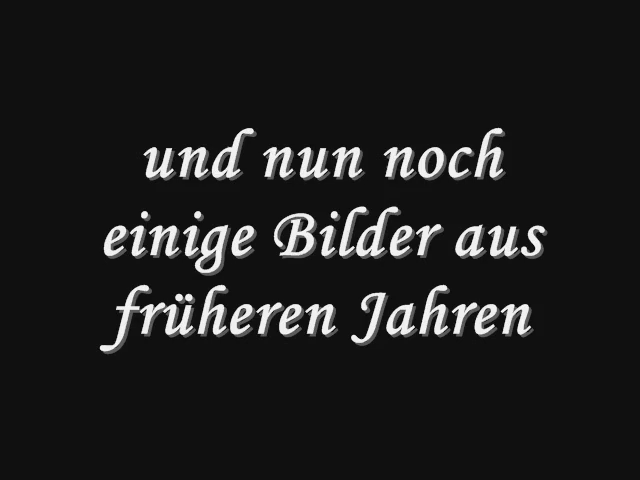 und nun noch
einige Bilder aus
früheren Jahren